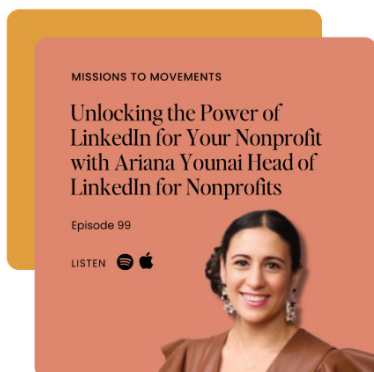 MISSIONS TO MOVEMENTS
Unlocking the Power of
LinkedIn for Your Nonprofit
with Ariana Younai Head of
LinkedIn for Nonprofits
Episode 99
LISTEN